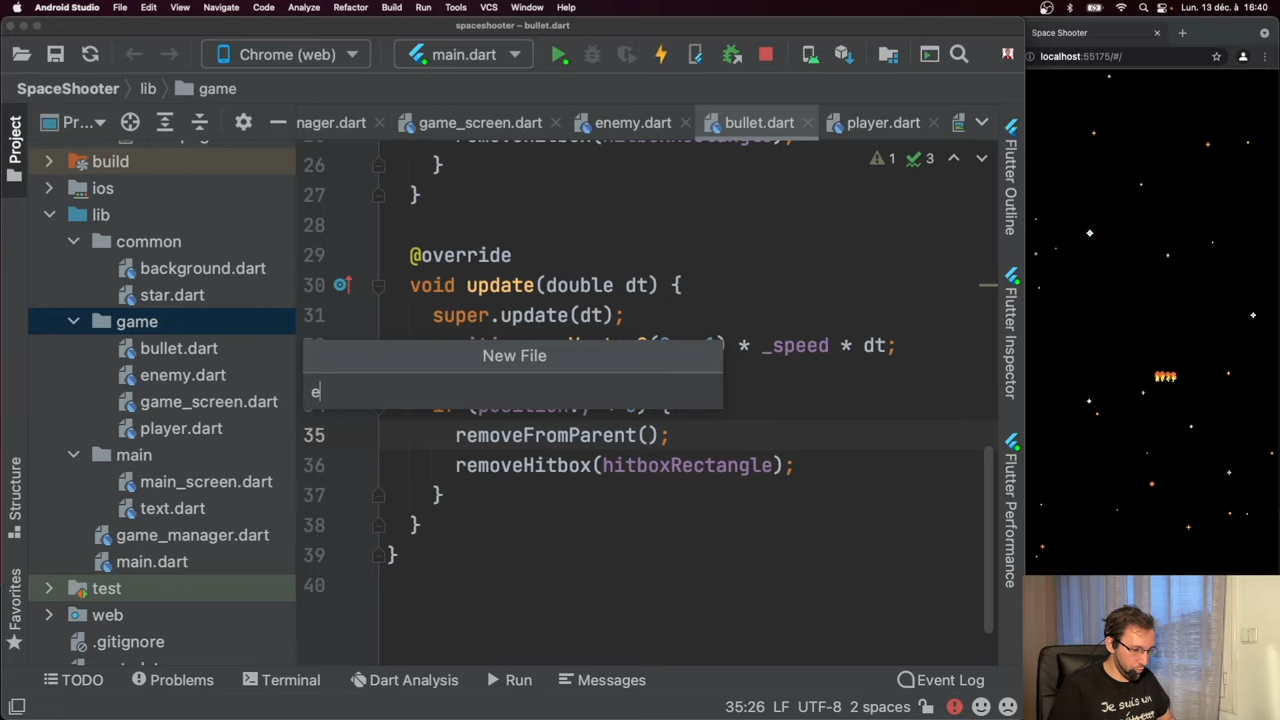 Android Studio File Edit View Navigate Code Analyze Refactor Build Run Tools VCS Window Help Lun. 13 déc. à 16:40
spaceshooter – bullet.dart
Space Shooter
Chrome (web) main.dart
localhost:55175/#/
SpaceShooter lib game
Project
Pr...
nager.dart game_screen.dart enemy.dart bullet.dart player.dart
build
ios
lib
common
background.dart
star.dart
game
bullet.dart
enemy.dart
game_screen.dart
player.dart
main
main_screen.dart
text.dart
game_manager.dart
main.dart
test
web
.gitignore
Structure
Favorites
1 3
26 }
27 }
28
29 @override
30 void update(double dt) {
31 super.update(dt);
* _speed * dt;
New File
e
35 removeFromParent();
36 removeHitbox(hitboxRectangle);
37 }
38 }
39 }
40
Flutter Outline
Flutter Inspector
Flutter Performance
TODO Problems Terminal Dart Analysis Run Messages Event Log
35:26 LF UTF-8 2 spaces
Je suis un